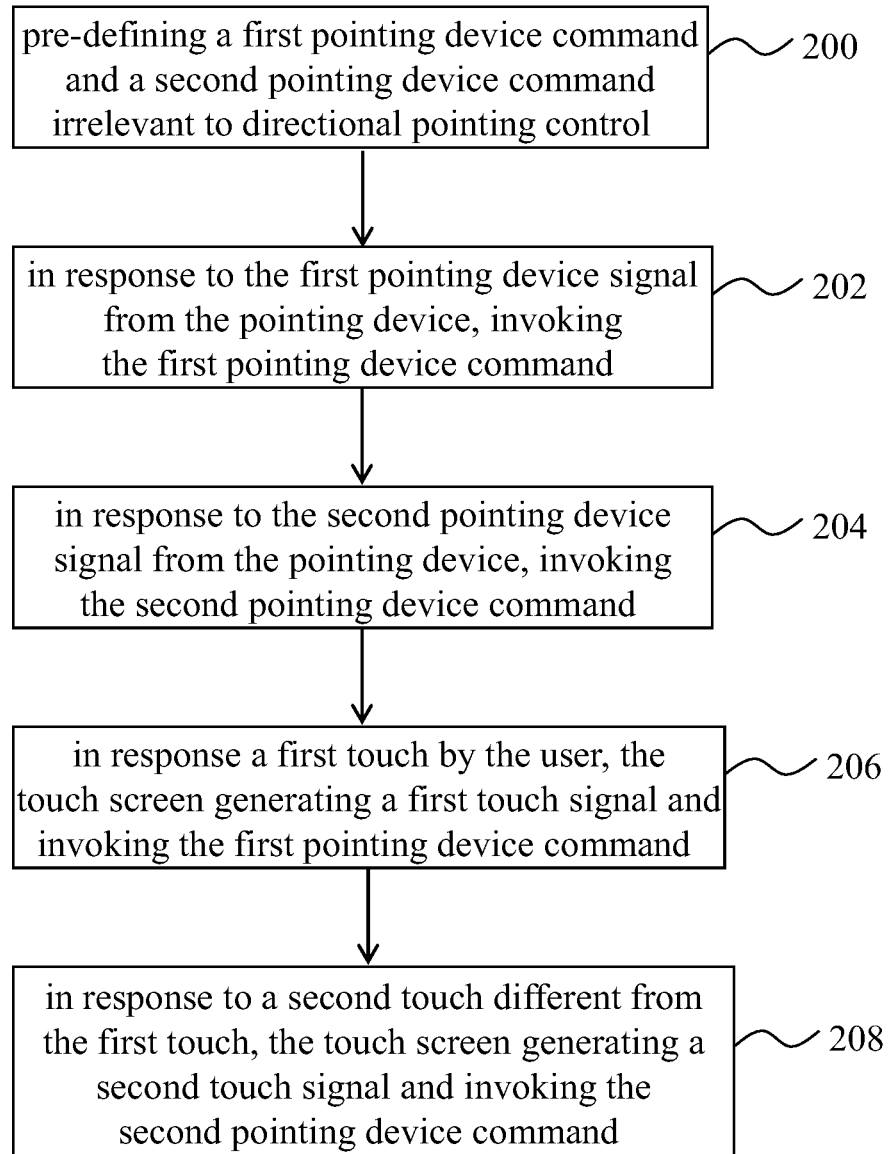 pre-defining a first pointing device command
and a second pointing device command
irrelevant to directional pointing control
200
in response to the first pointing device signal
from the pointing device, invoking
the first pointing device command
202
in response to the second pointing device
signal from the pointing device, invoking
the second pointing device command
204
in response a first touch by the user, the
touch screen generating a first touch signal and
invoking the first pointing device command
206
in response to a second touch different from
the first touch, the touch screen generating a
second touch signal and invoking the
second pointing device command
208